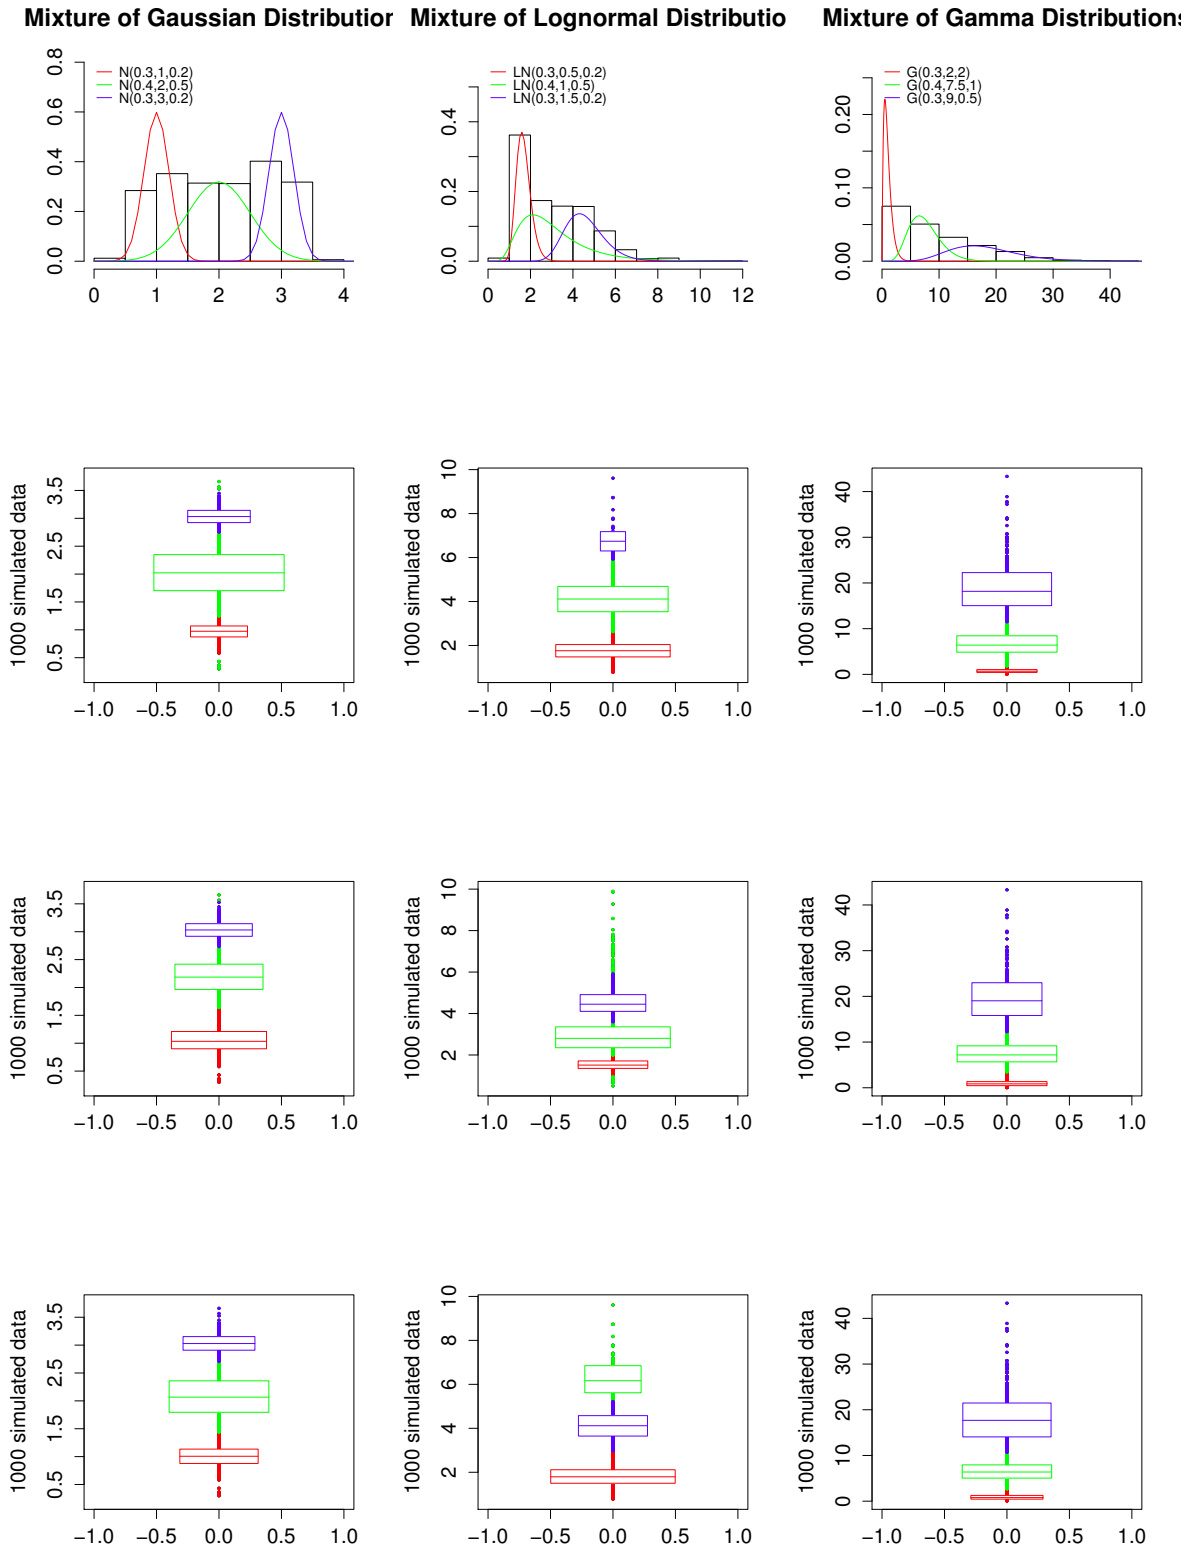 Mixture of Gaussian Distribution
Mixture of Lognormal Distributio
Mixture of Gamma Distributions
N(0.3,1,0.2)
N(0.4,2,0.5)
N(0.3,3,0.2)
0.0 0.2 0.4 0.6 0.8
0 1 2 3 4
LN(0.3,0.5,0.2)
LN(0.4,1,0.5)
LN(0.3,1.5,0.2)
0.0 0.2 0.4
0 2 4 6 8 10 12
G(0.3,2,2)
G(0.4,7.5,1)
G(0.3,9,0.5)
0.00 0.10 0.20
0 10 20 30 40
1000 simulated data
0.5 1.5 2.5 3.5
−1.0 −0.5 0.0 0.5 1.0
1000 simulated data
2 4 6 8 10
−1.0 −0.5 0.0 0.5 1.0
1000 simulated data
0 10 20 30 40
−1.0 −0.5 0.0 0.5 1.0
1000 simulated data
0.5 1.5 2.5 3.5
−1.0 −0.5 0.0 0.5 1.0
1000 simulated data
2 4 6 8 10
−1.0 −0.5 0.0 0.5 1.0
1000 simulated data
0 10 20 30 40
−1.0 −0.5 0.0 0.5 1.0
1000 simulated data
0.5 1.5 2.5 3.5
−1.0 −0.5 0.0 0.5 1.0
1000 simulated data
2 4 6 8 10
−1.0 −0.5 0.0 0.5 1.0
1000 simulated data
0 10 20 30 40
−1.0 −0.5 0.0 0.5 1.0